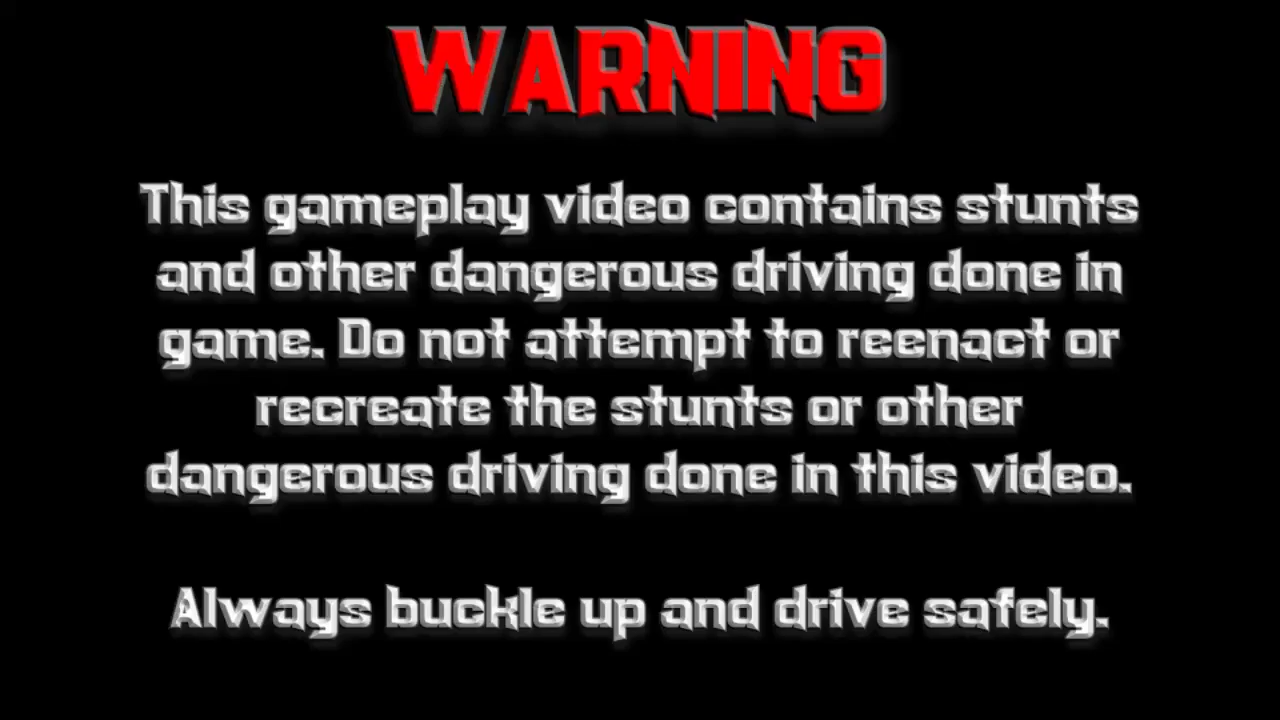 WARNING
This gameplay video contains stunts
and other dangerous driving done in
game. Do not attempt to reenact or
recreate the stunts or other
dangerous driving done in this video.
Always buckle up and drive safely.